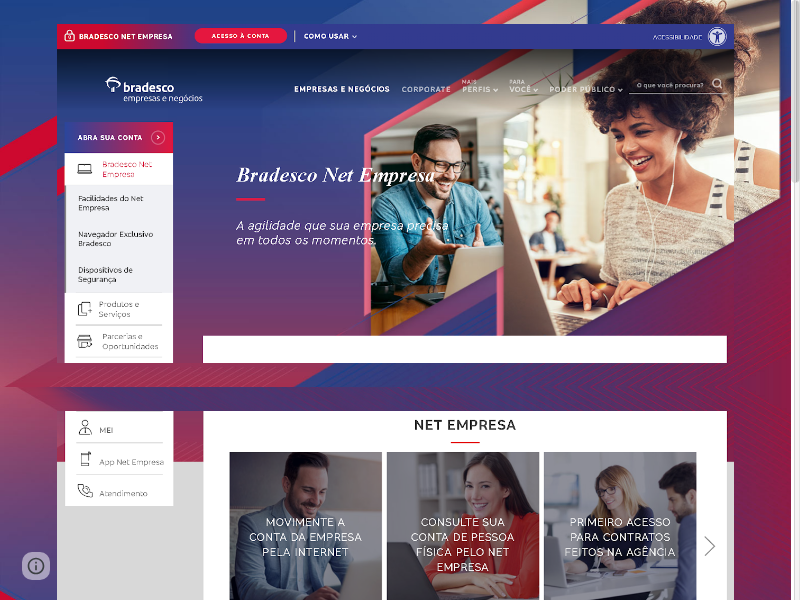 BRADESCO NET EMPRESA
ACESSO À CONTA
COMO USAR
ACESSIBILIDADE
bradesco
empresas e negócios
EMPRESAS E NEGÓCIOS
CORPORATE
MAIS
PERFIS
PARA
VOCÊ
PODER PÚBLICO
O que você procura?
ABRA SUA CONTA
Bradesco Net
Empresa
Facilidades do Net
Empresa
Navegador Exclusivo
Bradesco
Dispositivos de
Segurança
Produtos e
Serviços
Parcerias e
Oportunidades
Bradesco Net Empresa
A agilidade que sua empresa precisa
em todos os momentos.
MEI
App Net Empresa
Atendimento
NET EMPRESA
MOVIMENTE A
CONTA DA EMPRESA
PELA INTERNET
CONSULTE SUA
CONTA DE PESSOA
FÍSICA PELO NET
EMPRESA
PRIMEIRO ACESSO
PARA CONTRATOS
FEITOS NA AGÊNCIA